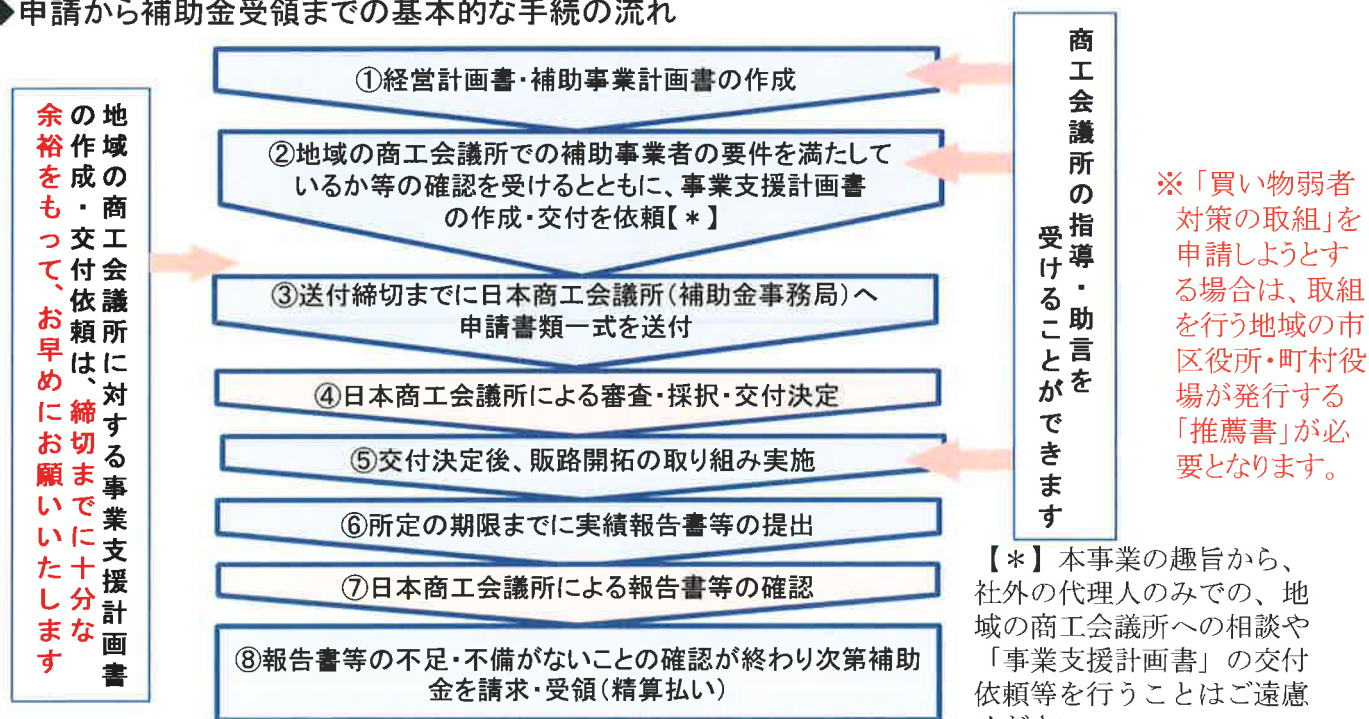 ◆申請から補助金受領までの基本的な手続の流れ
地域の商工会議所に対する事業支援計画書
の作成・交付依頼は、締切までに十分な
余裕をもって、お早めにお願いいたします
①経営計画書・補助事業計画書の作成
②地域の商工会議所での補助事業者の要件を満たして
いるか等の確認を受けるとともに、事業支援計画書
の作成・交付を依頼【＊】
③送付締切までに日本商工会議所（補助金事務局）へ
申請書類一式を送付
④日本商工会議所による審査・採択・交付決定
⑤交付決定後、販路開拓の取り組み実施
⑥所定の期限までに実績報告書等の提出
⑦日本商工会議所による報告書等の確認
⑧報告書等の不足・不備がないことの確認が終わり次第補助
金を請求・受領（精算払い）
商工会議所の指導・助言を
受けることができます
※「買い物弱者
対策の取組」を
申請しようとす
る場合は、取組
を行う地域の市
区役所・町村役
場が発行する
「推薦書」が必
要となります。
【＊】本事業の趣旨から、
社外の代理人のみでの、地
域の商工会議所への相談や
「事業支援計画書」の交付
依頼等を行うことはご遠慮